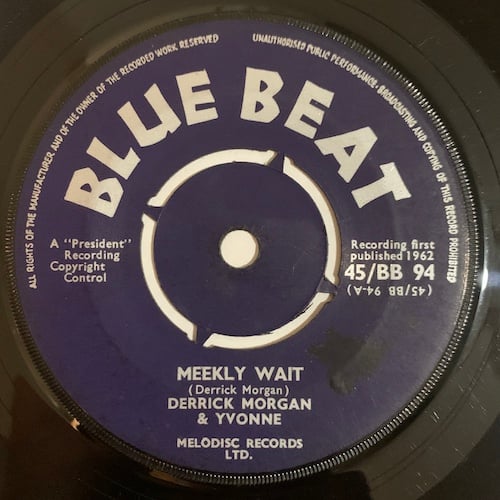 ALL RIGHTS OF THE MANUFACTURER AND OF THE OWNER OF THE RECORDED WORK RESERVED
UNAUTHORISED PUBLIC PERFORMANCE, BROADCASTING AND COPYING OF THIS RECORD PROHIBITED
BLUE BEAT
A "President"
Recording
Copyright
Control
Recording first
published 1962
45/BB 94
(45/BB 94-A)
MEEKLY WAIT
(Derrick Morgan)
DERRICK MORGAN
& YVONNE
MELODISC RECORDS
LTD.